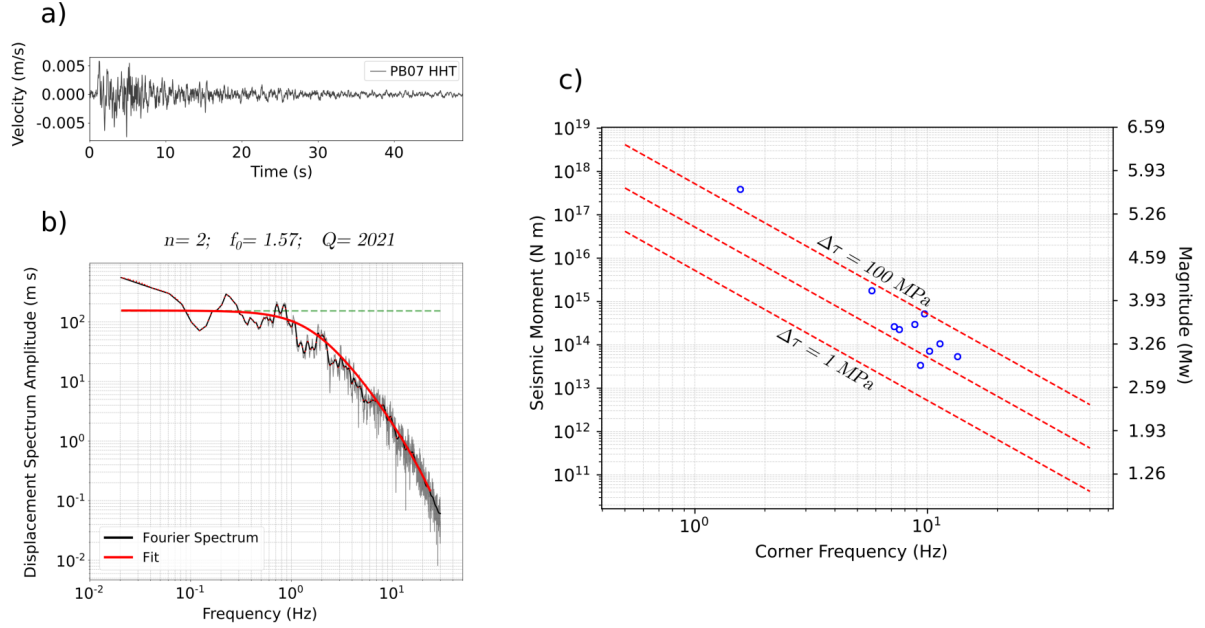 a)
Velocity (m/s)
0.005
0.000
-0.005
PB07 HHT
0 10 20 30 40
Time (s)
b)
n= 2; f₀= 1.57; Q= 2021
Displacement Spectrum Amplitude (m s)
10²
10¹
10⁰
10⁻¹
10⁻²
Fourier Spectrum
Fit
10⁻² 10⁻¹ 10⁰ 10¹
Frequency (Hz)
c)
Seismic Moment (N m)
10¹⁹
10¹⁸
10¹⁷
10¹⁶
10¹⁵
10¹⁴
10¹³
10¹²
10¹¹
Δτ = 100 MPa
Δτ = 1 MPa
6.59
5.93
5.26
4.59
3.93
3.26
2.59
1.93
1.26
Magnitude (Mw)
10⁰ 10¹
Corner Frequency (Hz)